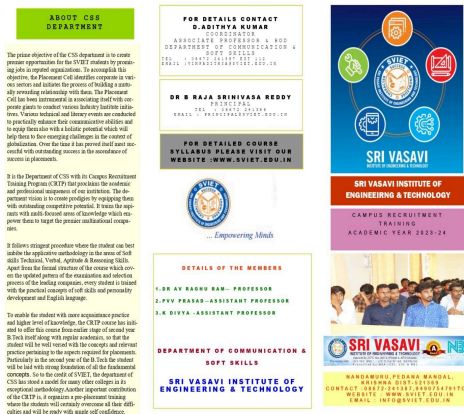 ABOUT CSS
DEPARTMENT
The prime objective of the CSS department is to create
premier opportunities for the SVIET students by promis-
ing jobs in reputed organizations. To accomplish this
objective, the Placement Cell identifies corporate in vari-
ous sectors and initiates the process of building a mutu-
ally rewarding relationship with them. The Placement
Cell has been instrumental in associating itself with cor-
porate giants to conduct various Industry Institute initia-
tives. Various technical and literary events are conducted
to practically enhance their communicative abilities and
to equip them also with a holistic potential which will
help them to face emerging challenges in the context of
globalization. Over the time it has proved itself most suc-
cessful with outstanding success in the ascendance of
success in placements.
It is the Department of CSS with its Campus Recruitment
Training Program (CRTP) that proclaims the academic
and professional uniqueness of our institution. The de-
partment vision is to create prodigies by equipping them
with outstanding competitive potential. It trains the aspi-
rants with multi-focused areas of knowledge which em-
power them to target the premier multinational compa-
nies.
It follows stringent procedure where the student can best
imbibe the applicative methodology in the areas of Soft
skills Technical, Verbal, Aptitude & Reasoning Skills.
Apart from the formal structure of the course which cov-
ers the updated pattern of the examination and selection
process of the leading companies, every student is trained
with the practical concepts of soft skills and personality
development and English language.
To enable the student with more acquaintance practice
and higher level of knowledge, the CRTP course has initi-
ated to offer this course from earlier stage of second year
B.Tech itself along with regular academics, so that the
student will be well versed with the concepts and relevant
practice pertaining to the aspects required for placements.
Particularly in the second year of the B.Tech the student
will be laid with strong foundation of all the fundamental
concepts. So to the credit of SVIET, the department of
CSS has stood a model for many other colleges in its
exceptional methodology. Another important contribution
of the CRTP is, it organizes a pre-placement training
where the students will certainly overcome all their diffi-
culties and will be ready with ample self confidence.
FOR DETAILS CONTACT
D.ADITHYA KUMAR
COORDINATOR
ASSOCIATE PROFESSOR & HOD
DEPARTMENT OF COMMUNICATION &
SOFT SKILLS
DR B RAJA SRINIVASA REDDY
PRINCIPAL
TEL : 08672 241369
EMAIL : PRINCIPAL@SVIET.EDU.IN
FOR DETAILED COURSE
SYLLABUS PLEASE VISIT OUR
WEBSITE :WWW.SVIET.EDU.IN
SVIET
... Empowering Minds
DETAILS OF THE MEMBERS
1.DR AV RAGHU RAM— PROFESSOR
2.PVV PRASAD—ASSISTANT PROFESSOR
3.K DIVYA -ASSISTANT PROFESSOR
DEPARTMENT OF COMMUNICATION &
SOFT SKILLS
SRI VASAVI INSTITUTE OF
ENGINEERING & TECHNOLOGY
SRI VASAVI
INSTITUTE OF ENGINEERING & TECHNOLOGY
SRI VASAVI INSTITUTE OF
ENGINEEIRNG & TECHNOLOGY
CAMPUS RECRUITMENT
TRAINING
ACADEMIC YEAR 2023-24
SRI VASAVI
INSTITUTE OF ENGINEERING & TECHNOLOGY
NANDAMURU,PEDANA MANDAL,
KRISHNA DIST-521369
WEBSITE : WWW.SVIET.EDU.IN
EMAIL : INFO@SVIET.EDU.IN